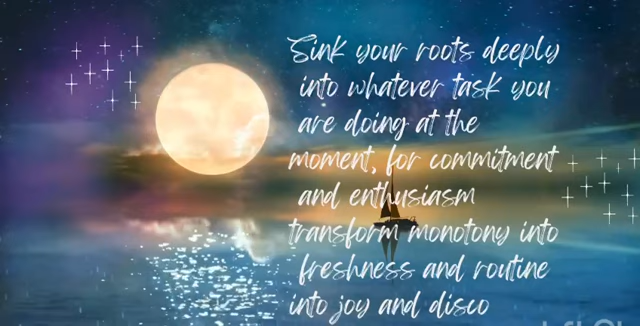 Sink your roots deeply
into whatever task you
are doing at the
moment, for commitment
and enthusiasm
transform monotony into
freshness and routine
into joy and disco